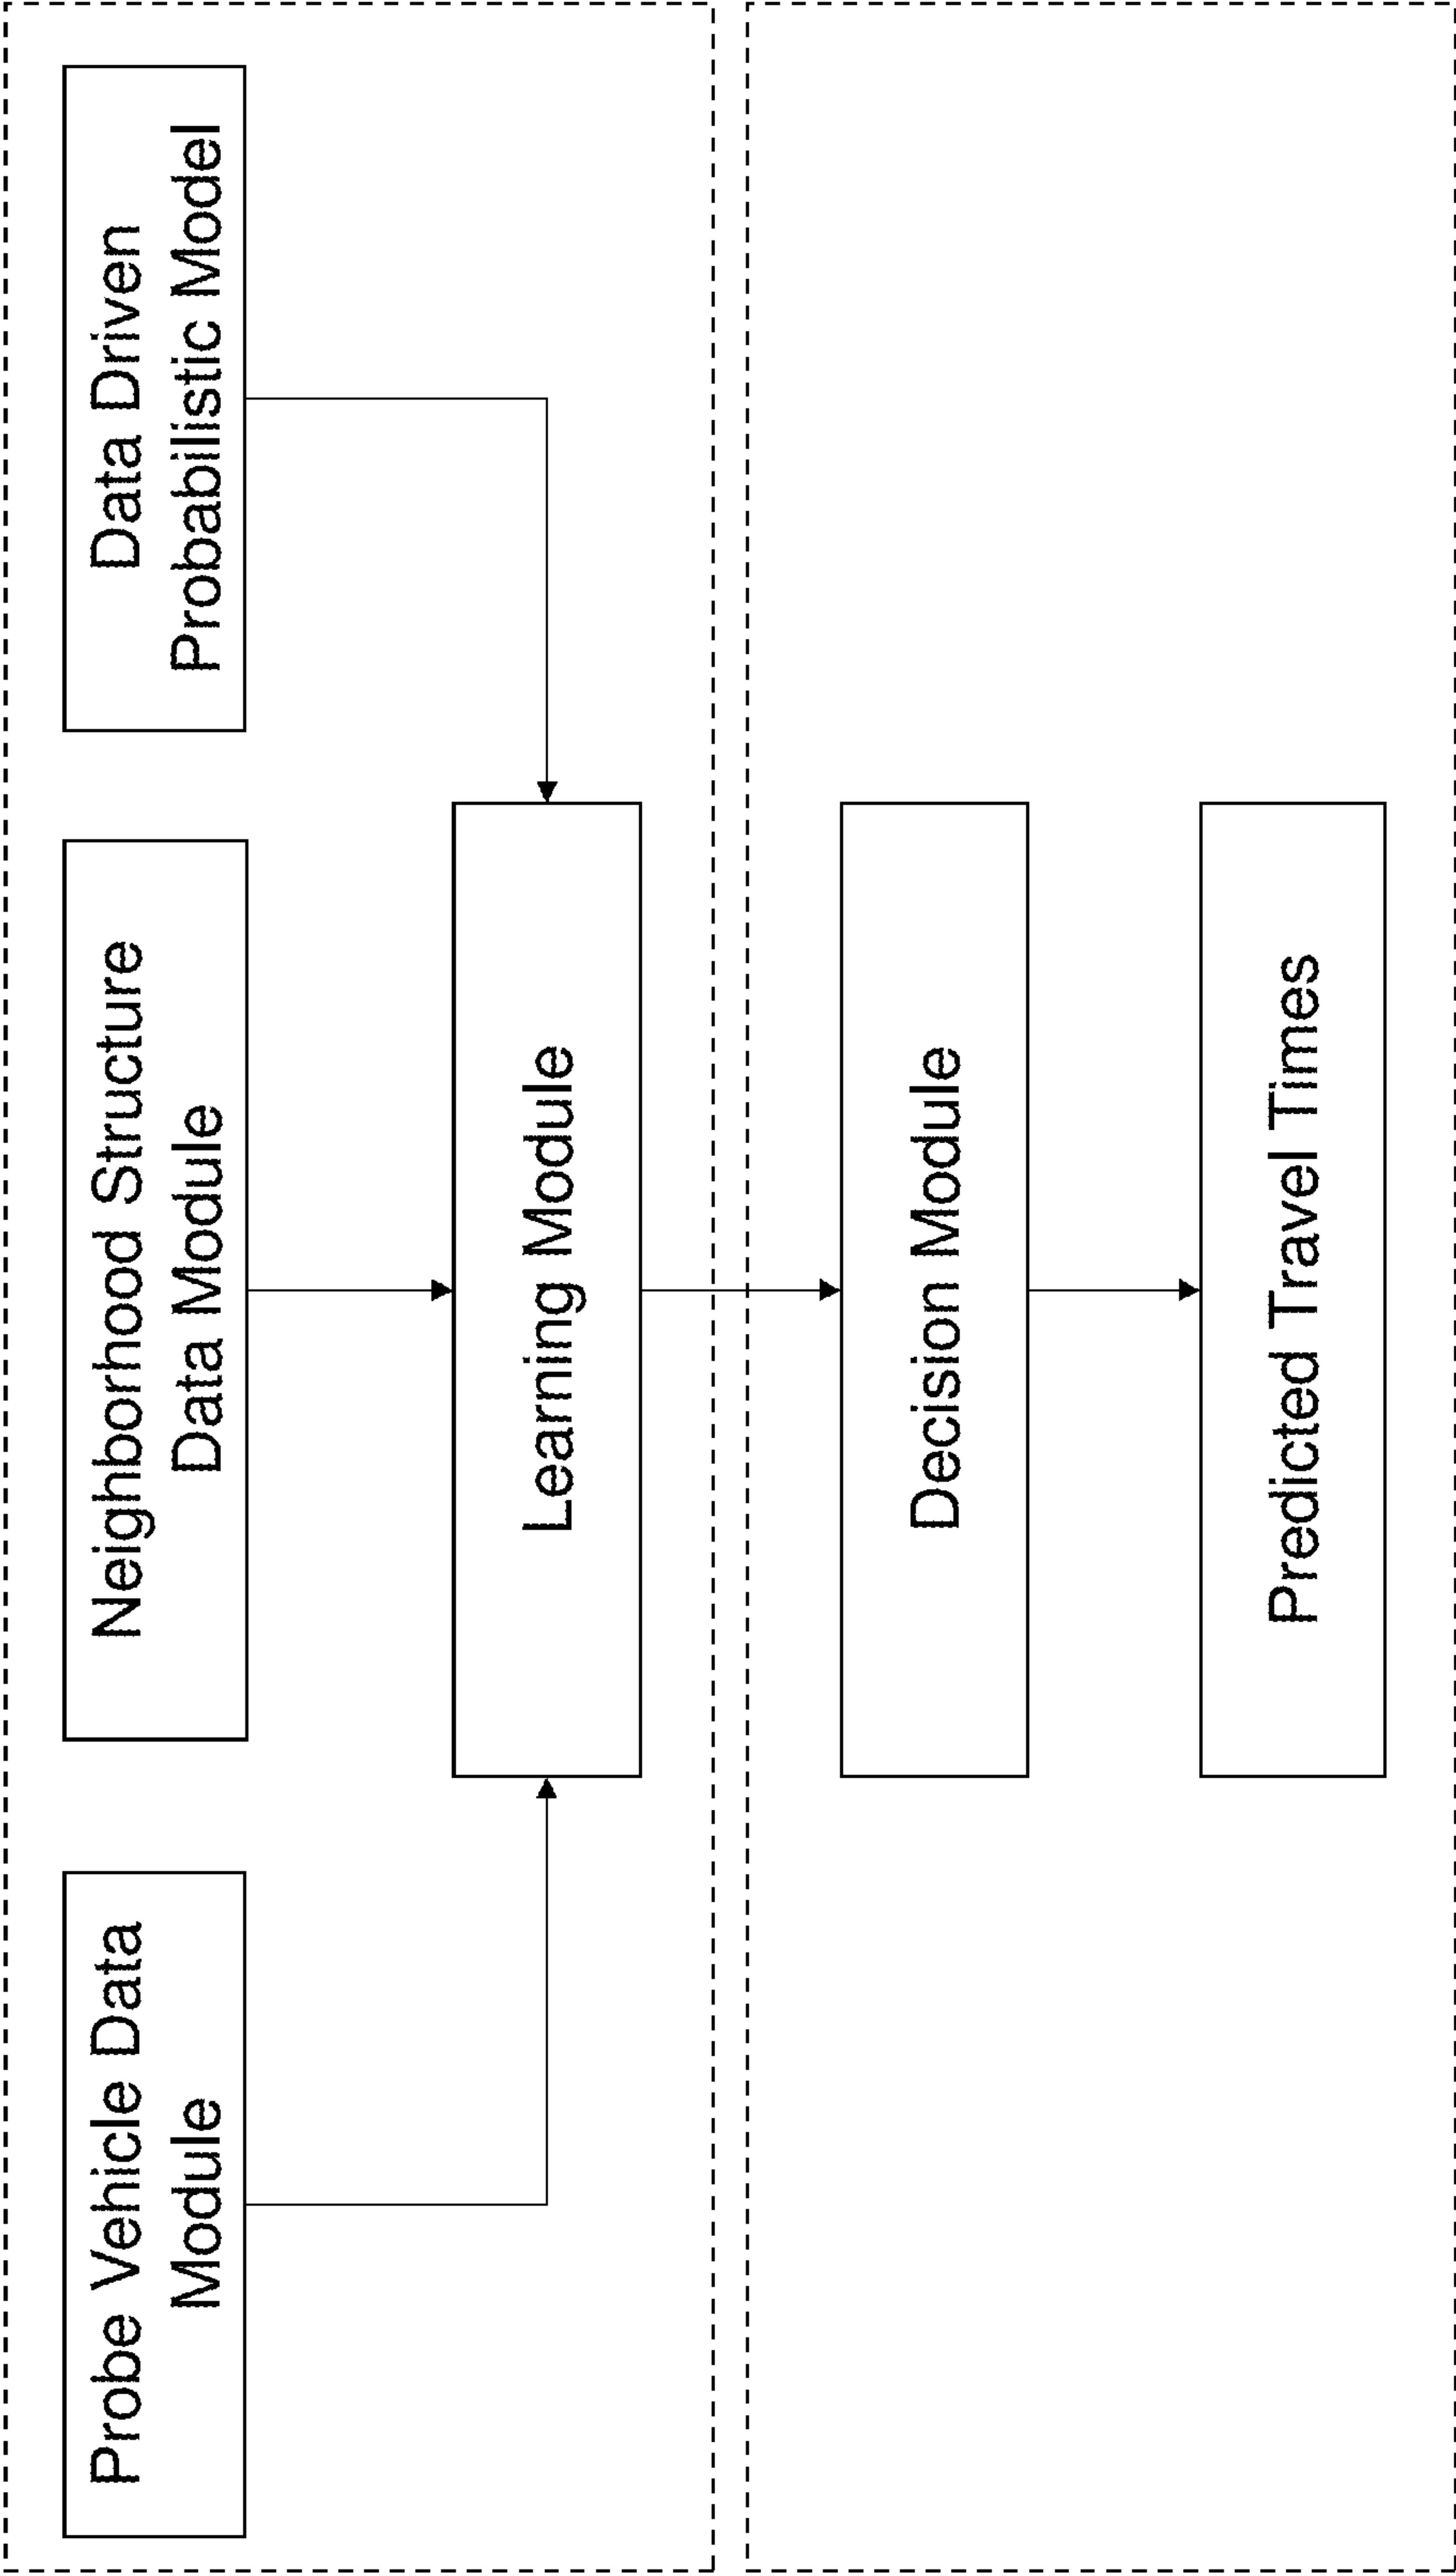 Probe Vehicle Data
Module
Neighborhood Structure
Data Module
Data Driven
Probabilistic Model
Learning Module
Decision Module
Predicted Travel Times